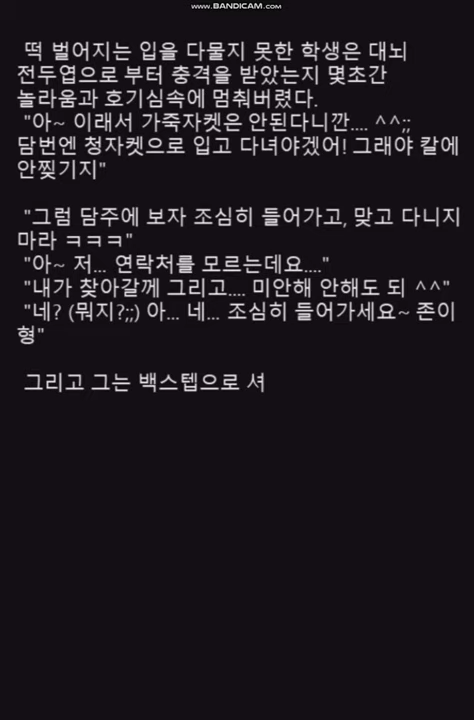 WWW.BANDICAM.COM
떡 벌어지는 입을 다물지 못한 학생은 대뇌
전두엽으로 부터 충격을 받았는지 몇초간
놀라움과 호기심속에 멈춰버렸다.
"아~ 이래서 가죽자켓은 안된다니깐.... ^^;;
담번엔 청자켓으로 입고 다녀야겠어! 그래야 칼에
안찢기지"
"그럼 담주에 보자 조심히 들어가고, 맞고 다니지
마라 ㅋㅋㅋ"
"아~ 저... 연락처를 모르는데요...."
"내가 찾아갈께 그리고.... 미안해 안해도 되 ^^"
"네? (뭐지?;;) 아... 네... 조심히 들어가세요~ 존이
형"
그리고 그는 백스텝으로 셔